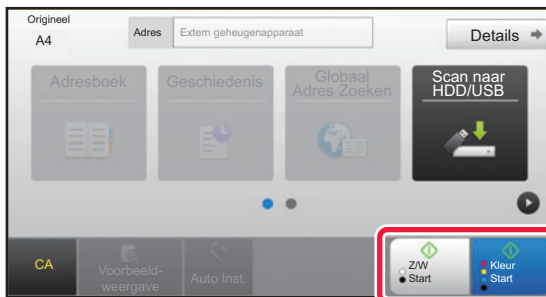 Origineel
A4
Adres
Extern geheugenapparaat
Details
Adresboek
Geschiedenis
Globaal
Adres Zoeken
Scan naar
HDD/USB
CA
Voorbeeld-
weergave
Auto Inst.
Z/W
Start
Kleur
Start